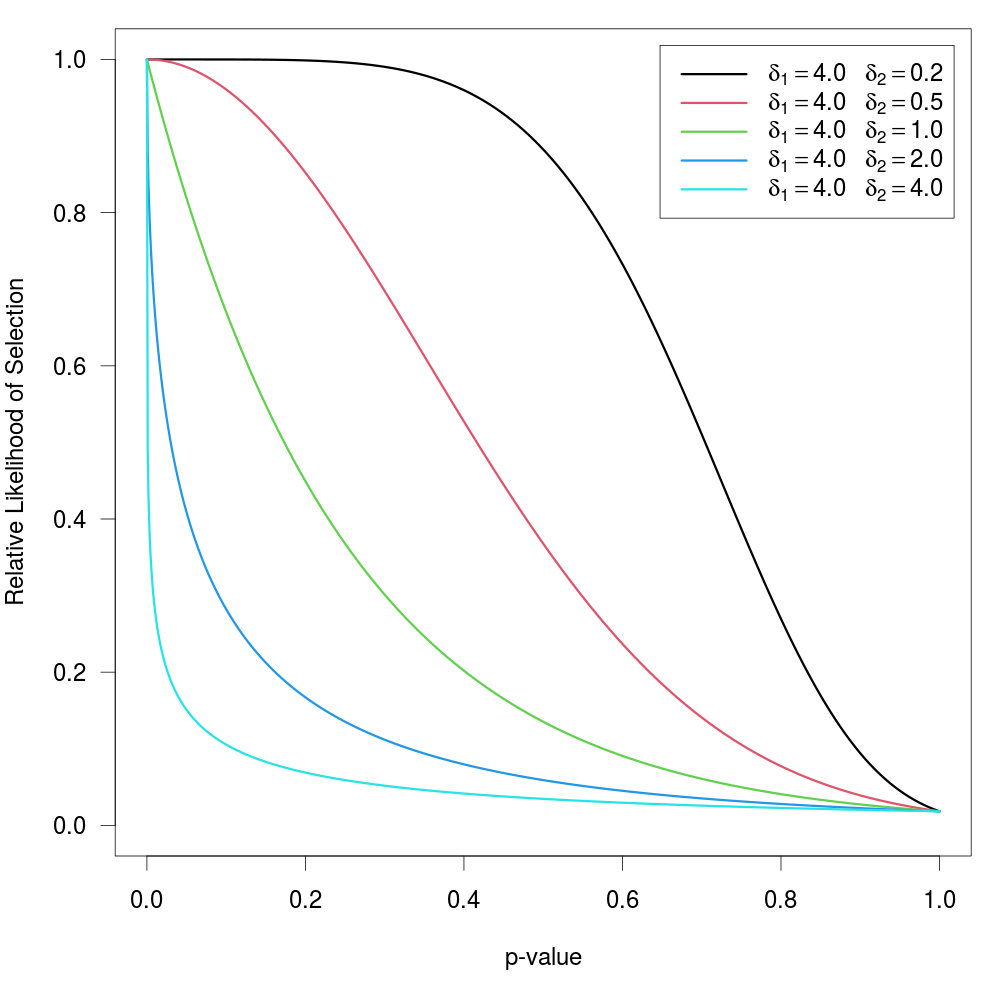 δ₁ = 4.0 δ₂ = 0.2
δ₁ = 4.0 δ₂ = 0.5
δ₁ = 4.0 δ₂ = 1.0
δ₁ = 4.0 δ₂ = 2.0
δ₁ = 4.0 δ₂ = 4.0
Relative Likelihood of Selection
1.0
0.8
0.6
0.4
0.2
0.0
0.0 0.2 0.4 0.6 0.8 1.0
p-value